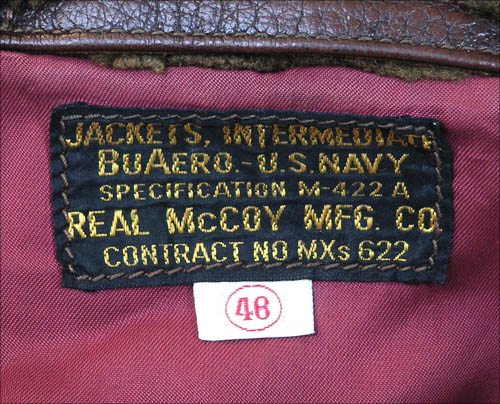 JACKETS, INTERMEDIATE
BUAERO.-U.S.NAVY
SPECIFICATION M-422 A
REAL McCOY MFG. CO.
CONTRACT NO MXs 622
46